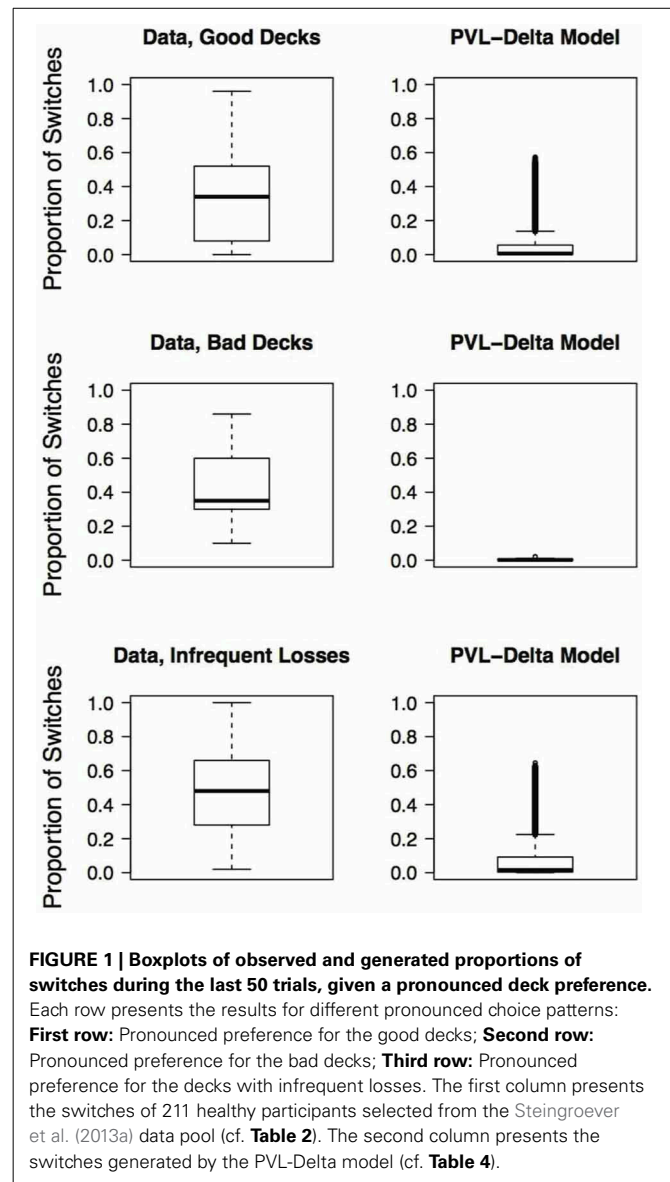 Data, Good Decks
PVL–Delta Model
Proportion of Switches
1.0
0.8
0.6
0.4
0.2
0.0
1.0
0.8
0.6
0.4
0.2
0.0
Data, Bad Decks
PVL–Delta Model
Proportion of Switches
1.0
0.8
0.6
0.4
0.2
0.0
1.0
0.8
0.6
0.4
0.2
0.0
Data, Infrequent Losses
PVL–Delta Model
Proportion of Switches
1.0
0.8
0.6
0.4
0.2
0.0
1.0
0.8
0.6
0.4
0.2
0.0
FIGURE 1 | Boxplots of observed and generated proportions of
switches during the last 50 trials, given a pronounced deck preference.
Each row presents the results for different pronounced choice patterns:
First row: Pronounced preference for the good decks; Second row:
Pronounced preference for the bad decks; Third row: Pronounced
preference for the decks with infrequent losses. The first column presents
the switches of 211 healthy participants selected from the Steingroever
et al. (2013a) data pool (cf. Table 2). The second column presents the
switches generated by the PVL-Delta model (cf. Table 4).